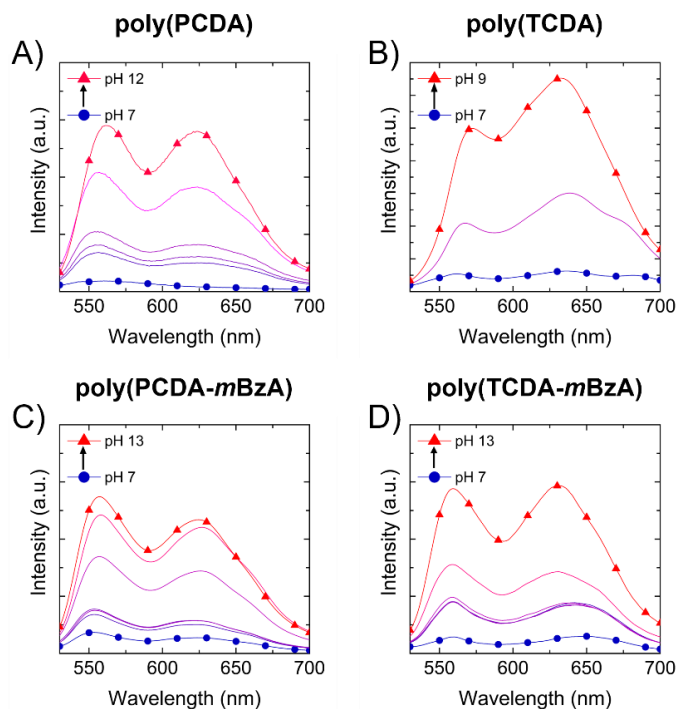 poly(PCDA)
A)
pH 12
pH 7
Intensity (a.u.)
550 600 650 700
Wavelength (nm)
poly(TCDA)
B)
pH 9
pH 7
Intensity (a.u.)
550 600 650 700
Wavelength (nm)
poly(PCDA-mBzA)
C)
pH 13
pH 7
Intensity (a.u.)
550 600 650 700
Wavelength (nm)
poly(TCDA-mBzA)
D)
pH 13
pH 7
Intensity (a.u.)
550 600 650 700
Wavelength (nm)